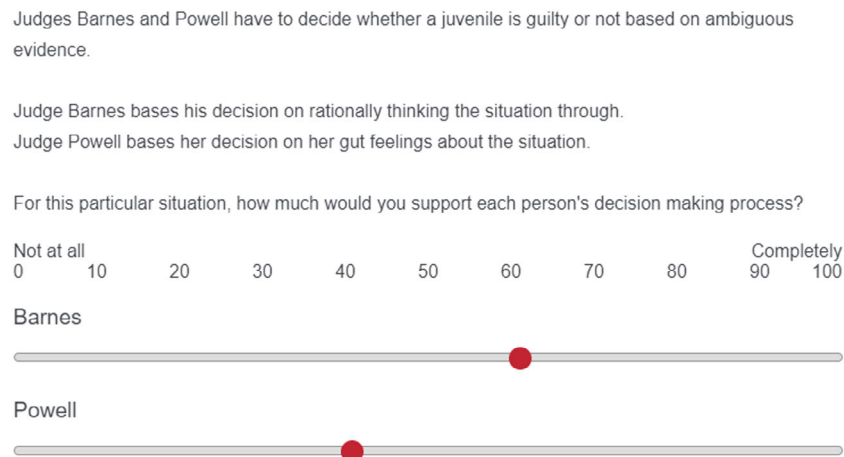 Judges Barnes and Powell have to decide whether a juvenile is guilty or not based on ambiguous
evidence.
Judge Barnes bases his decision on rationally thinking the situation through.
Judge Powell bases her decision on her gut feelings about the situation.
For this particular situation, how much would you support each person's decision making process?
Not at all Completely
0 10 20 30 40 50 60 70 80 90 100
Barnes
Powell